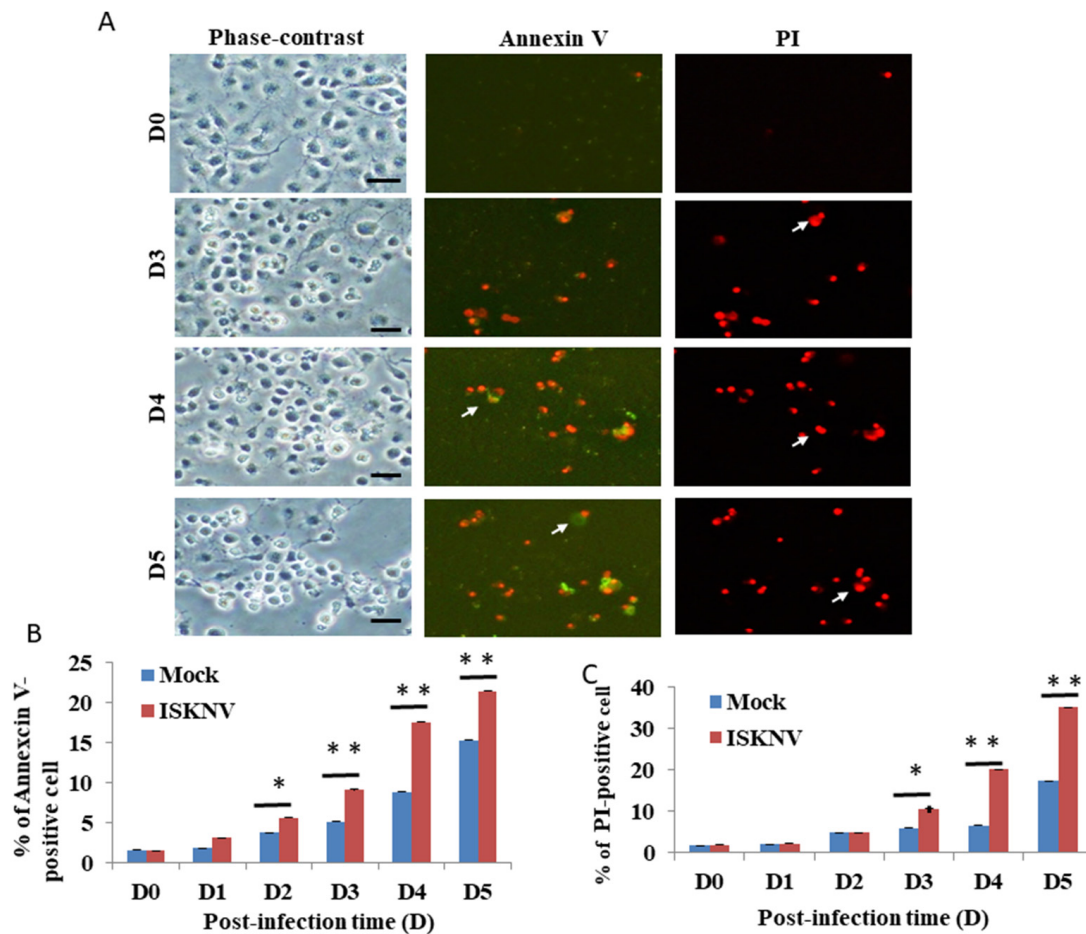 A
Phase-contrast
Annexin V
PI
D0
D3
D4
D5
B
25
20
15
10
5
0
% of Annexcin V-
positive cell
Mock
ISKNV
*
* *
* *
* *
D0 D1 D2 D3 D4 D5
Post-infection time (D)
C
40
30
20
10
0
% of PI-positive cell
Mock
ISKNV
*
* *
* *
D0 D1 D2 D3 D4 D5
Post-infection time (D)